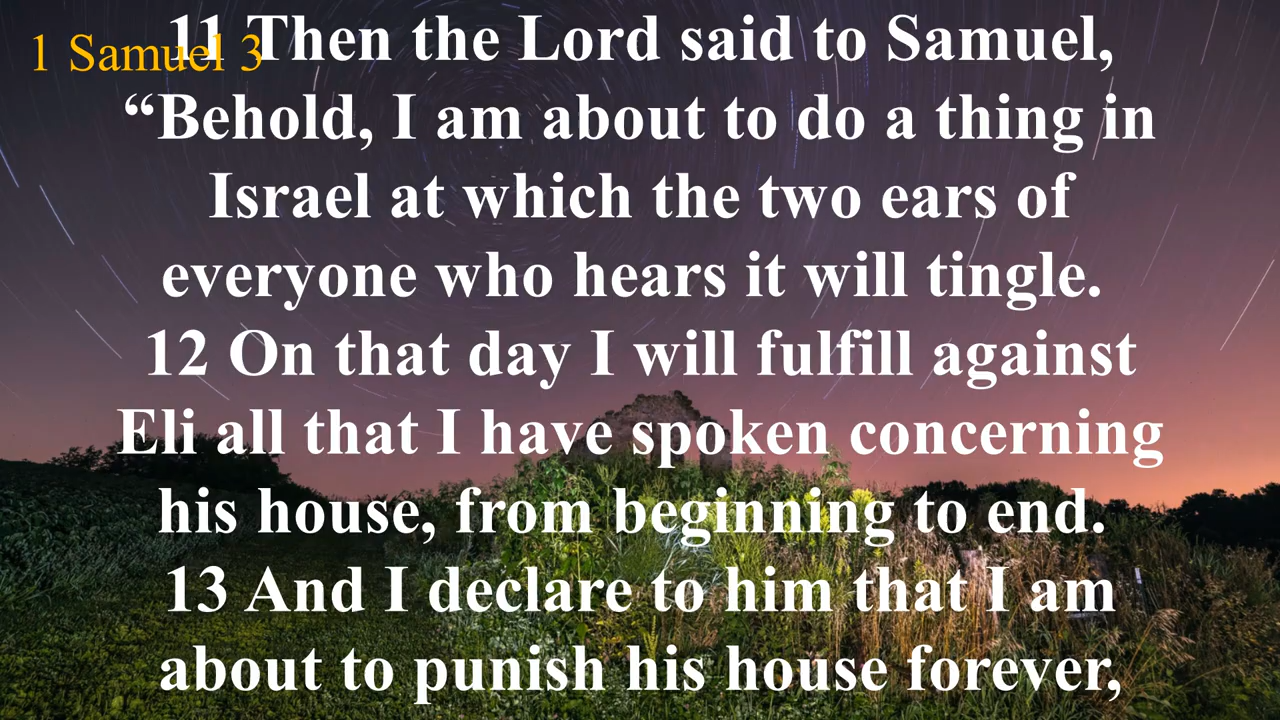 1 Samuel 3
11 Then the Lord said to Samuel,
“Behold, I am about to do a thing in
Israel at which the two ears of
everyone who hears it will tingle.
12 On that day I will fulfill against
Eli all that I have spoken concerning
his house, from beginning to end.
13 And I declare to him that I am
about to punish his house forever,